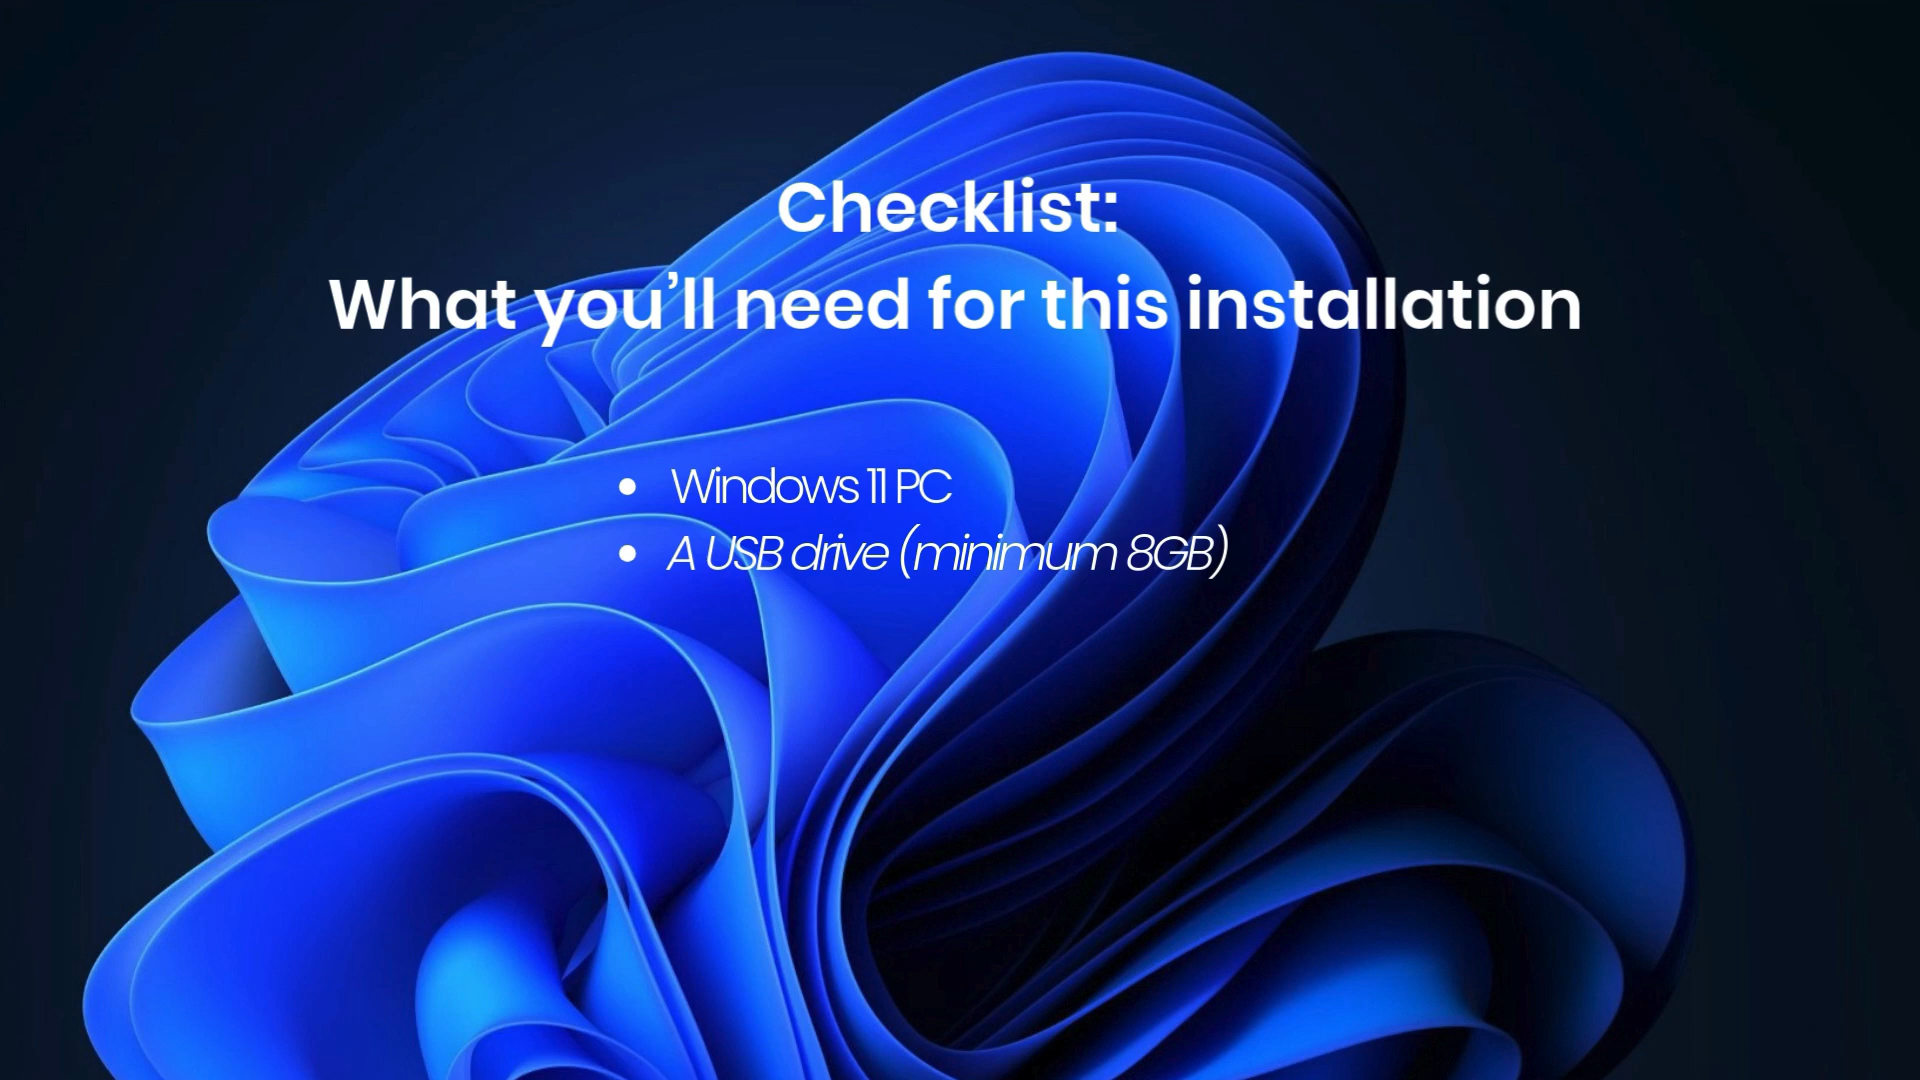 Checklist:
What you’ll need for this installation
• Windows 11 PC
• A USB drive (minimum 8GB)